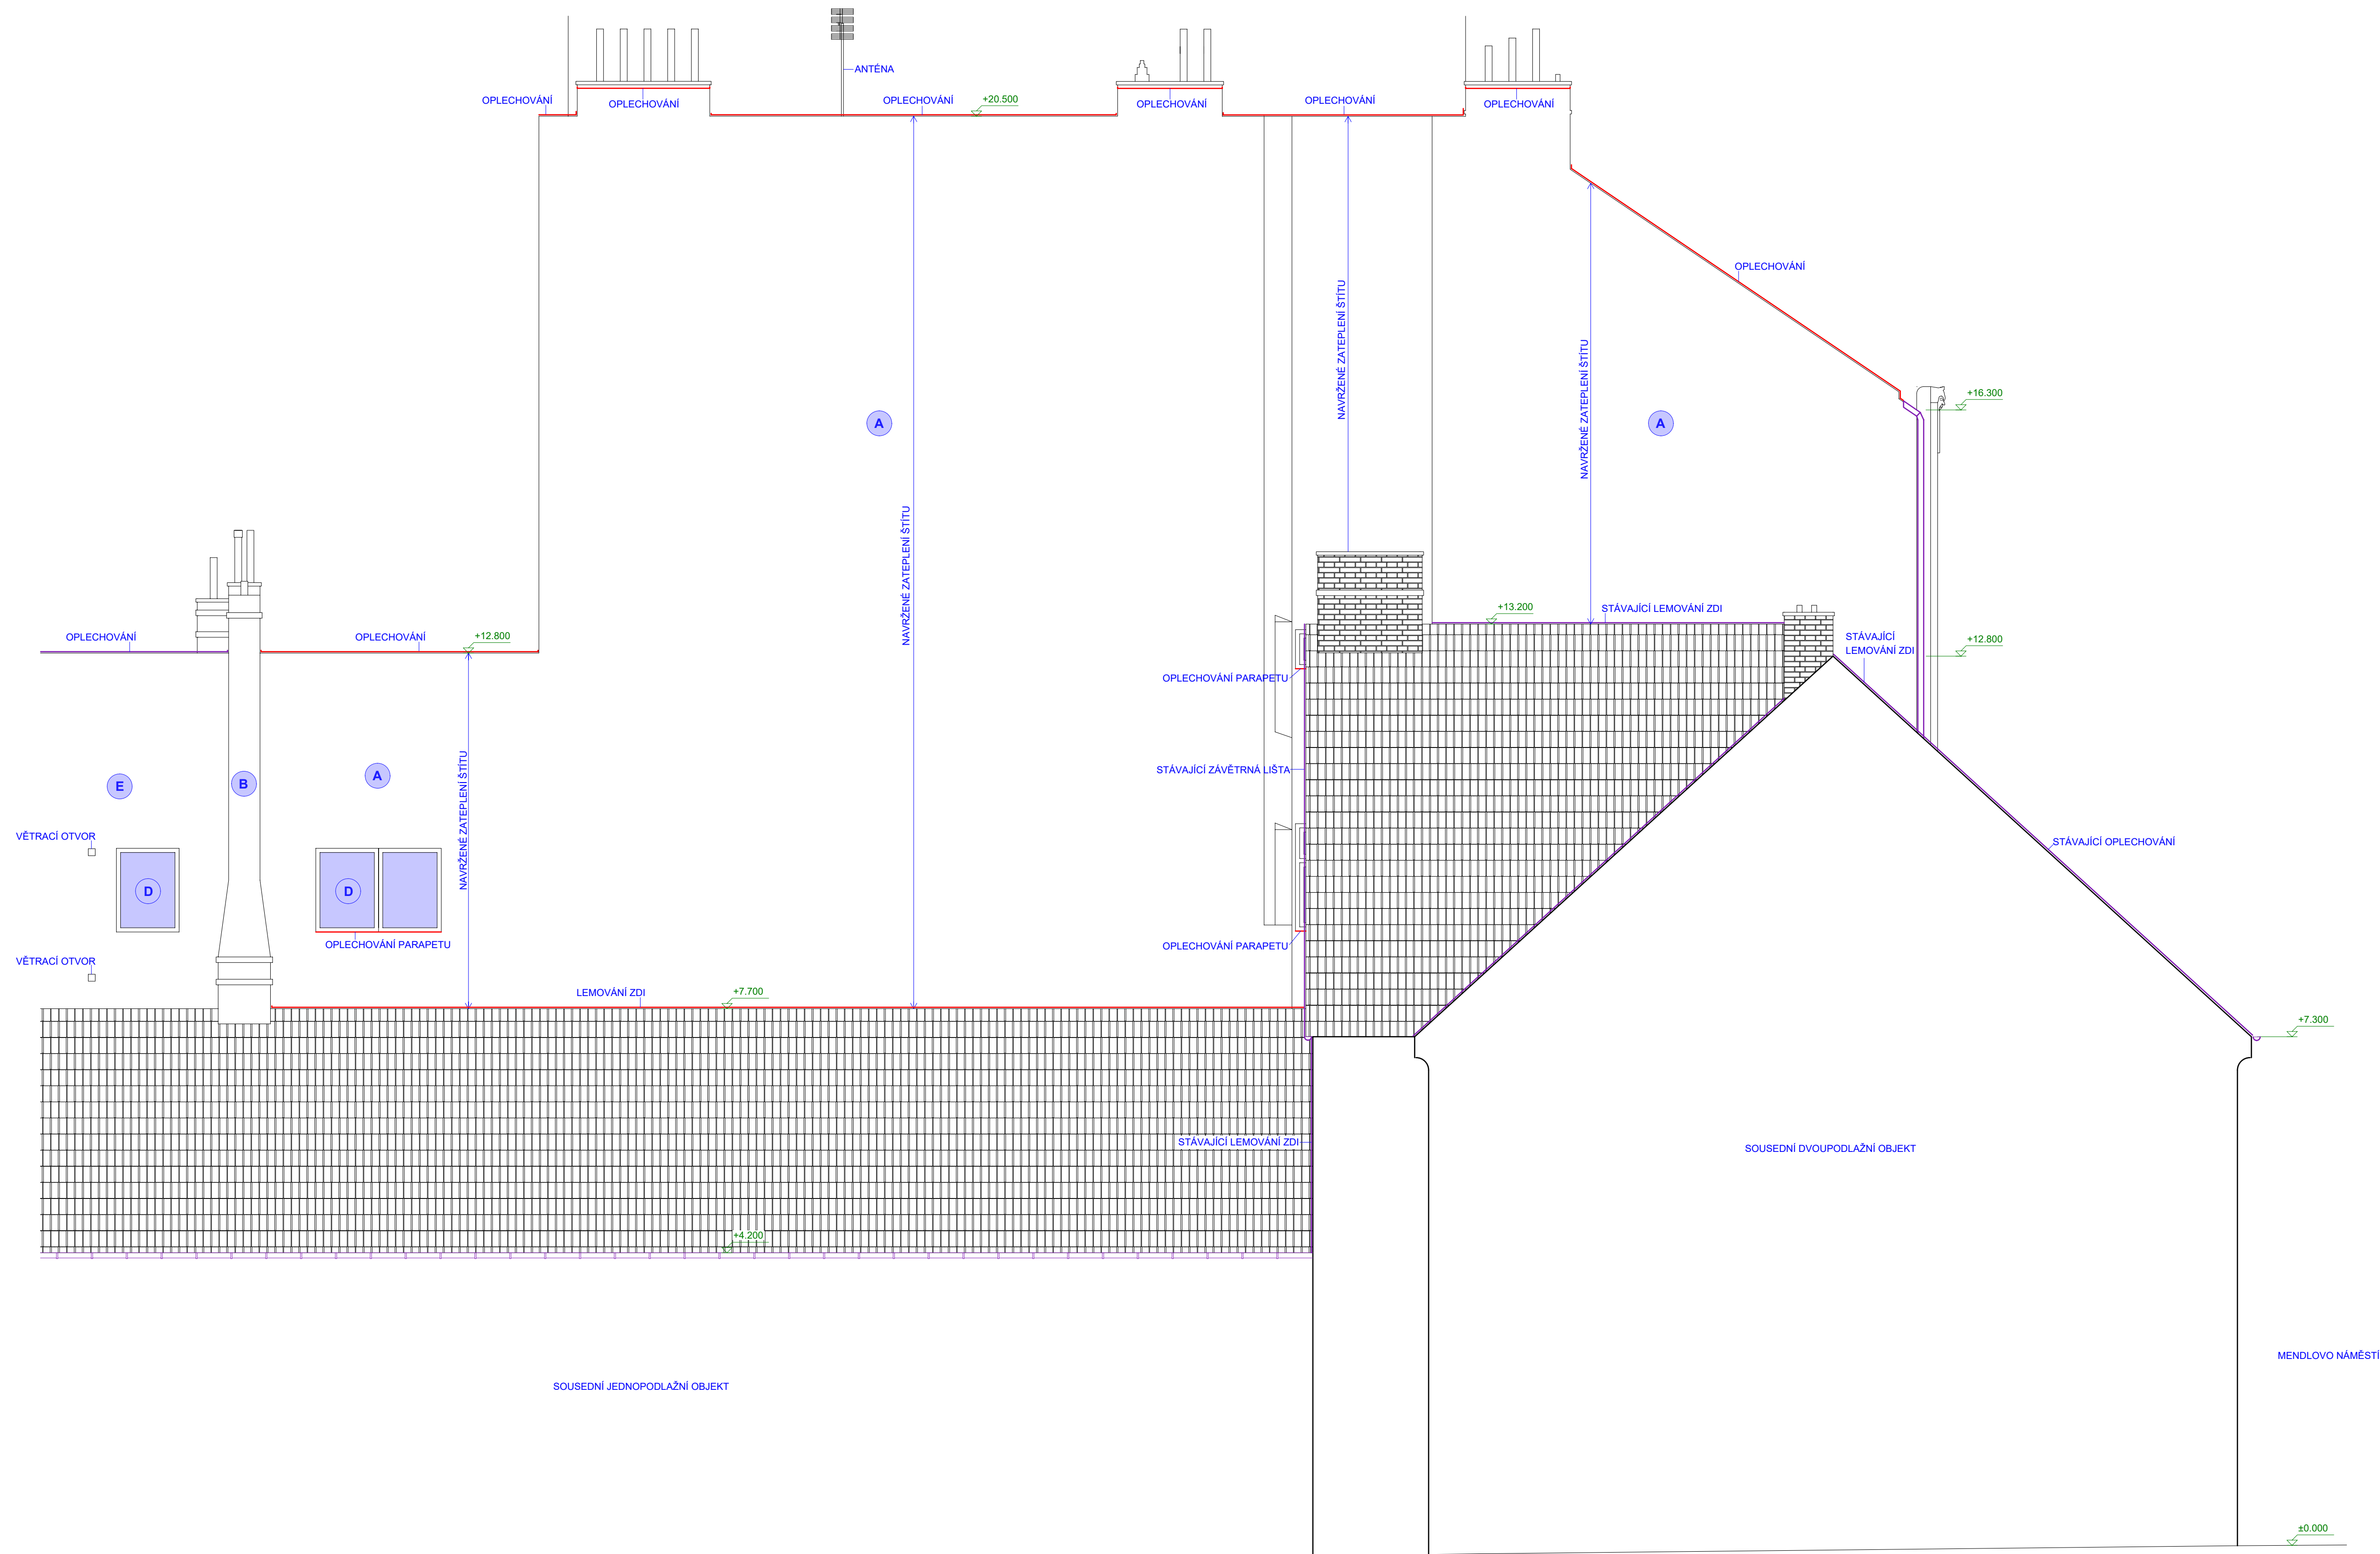 ANTÉNA
OPLECHOVÁNÍ
OPLECHOVÁNÍ
OPLECHOVÁNÍ
+20.500
OPLECHOVÁNÍ
OPLECHOVÁNÍ
OPLECHOVÁNÍ
OPLECHOVÁNÍ
NAVRŽENÉ ZATEPLENÍ ŠTÍTU
NAVRŽENÉ ZATEPLENÍ ŠTÍTU
+16.300
A
A
NAVRŽENÉ ZATEPLENÍ ŠTÍTU
+13.200
STÁVAJÍCÍ LEMOVÁNÍ ZDI
OPLECHOVÁNÍ
OPLECHOVÁNÍ
+12.800
STÁVAJÍCÍ
LEMOVÁNÍ ZDI
+12.800
OPLECHOVÁNÍ PARAPETU
STÁVAJÍCÍ ZÁVĚTRNÁ LIŠTA
E
B
A
NAVRŽENÉ ZATEPLENÍ ŠTÍTU
VĚTRACÍ OTVOR
STÁVAJÍCÍ OPLECHOVÁNÍ
D
D
OPLECHOVÁNÍ PARAPETU
OPLECHOVÁNÍ PARAPETU
VĚTRACÍ OTVOR
LEMOVÁNÍ ZDI
+7.700
+7.300
STÁVAJÍCÍ LEMOVÁNÍ ZDI
SOUSEDNÍ DVOUPODLAŽNÍ OBJEKT
+4.200
MENDLOVO NÁMĚSTÍ
SOUSEDNÍ JEDNOPODLAŽNÍ OBJEKT
±0.000